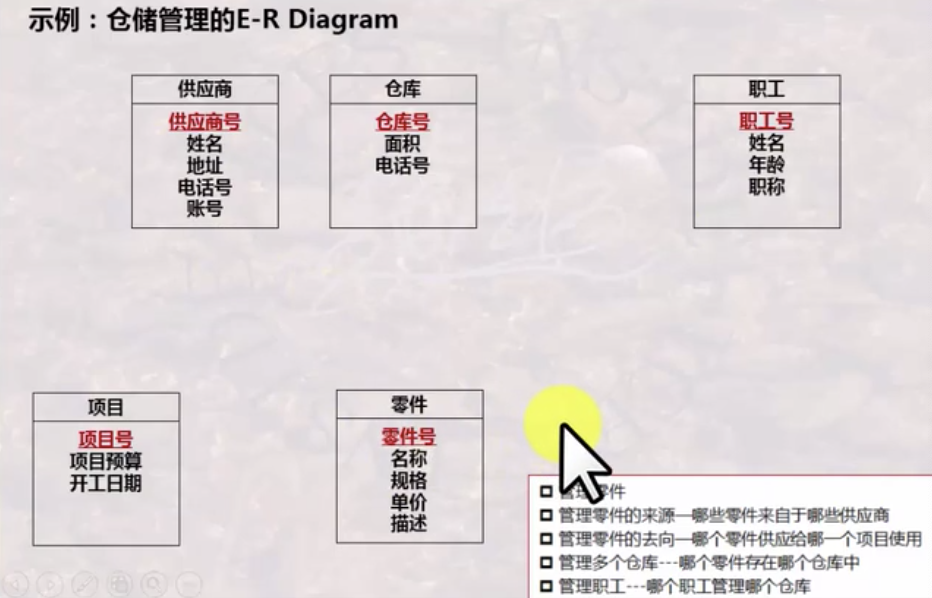 示例：仓储管理的E-R Diagram
供应商
供应商号
姓名
地址
电话号
账号
仓库
仓库号
面积
电话号
职工
职工号
姓名
年龄
职称
项目
项目号
项目预算
开工日期
零件
零件号
名称
规格
单价
描述
管理零件
管理零件的来源—哪些零件来自于哪些供应商
管理零件的去向—哪个零件供应给哪一个项目使用
管理多个仓库---哪个零件存在哪个仓库中
管理职工---哪个职工管理哪个仓库